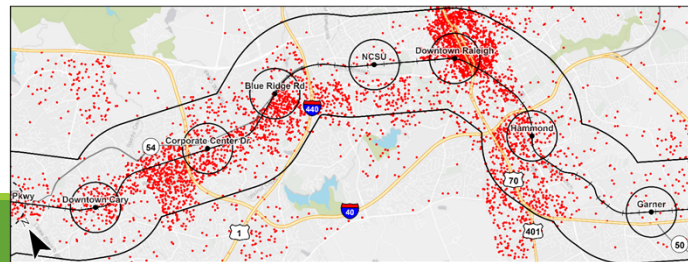 Downtown Raleigh
NCSU
Blue Ridge Rd
440
Hammond
54
Corporate Center Dr
70
Pkwy
Downtown Cary
Garner
40
1
401
50